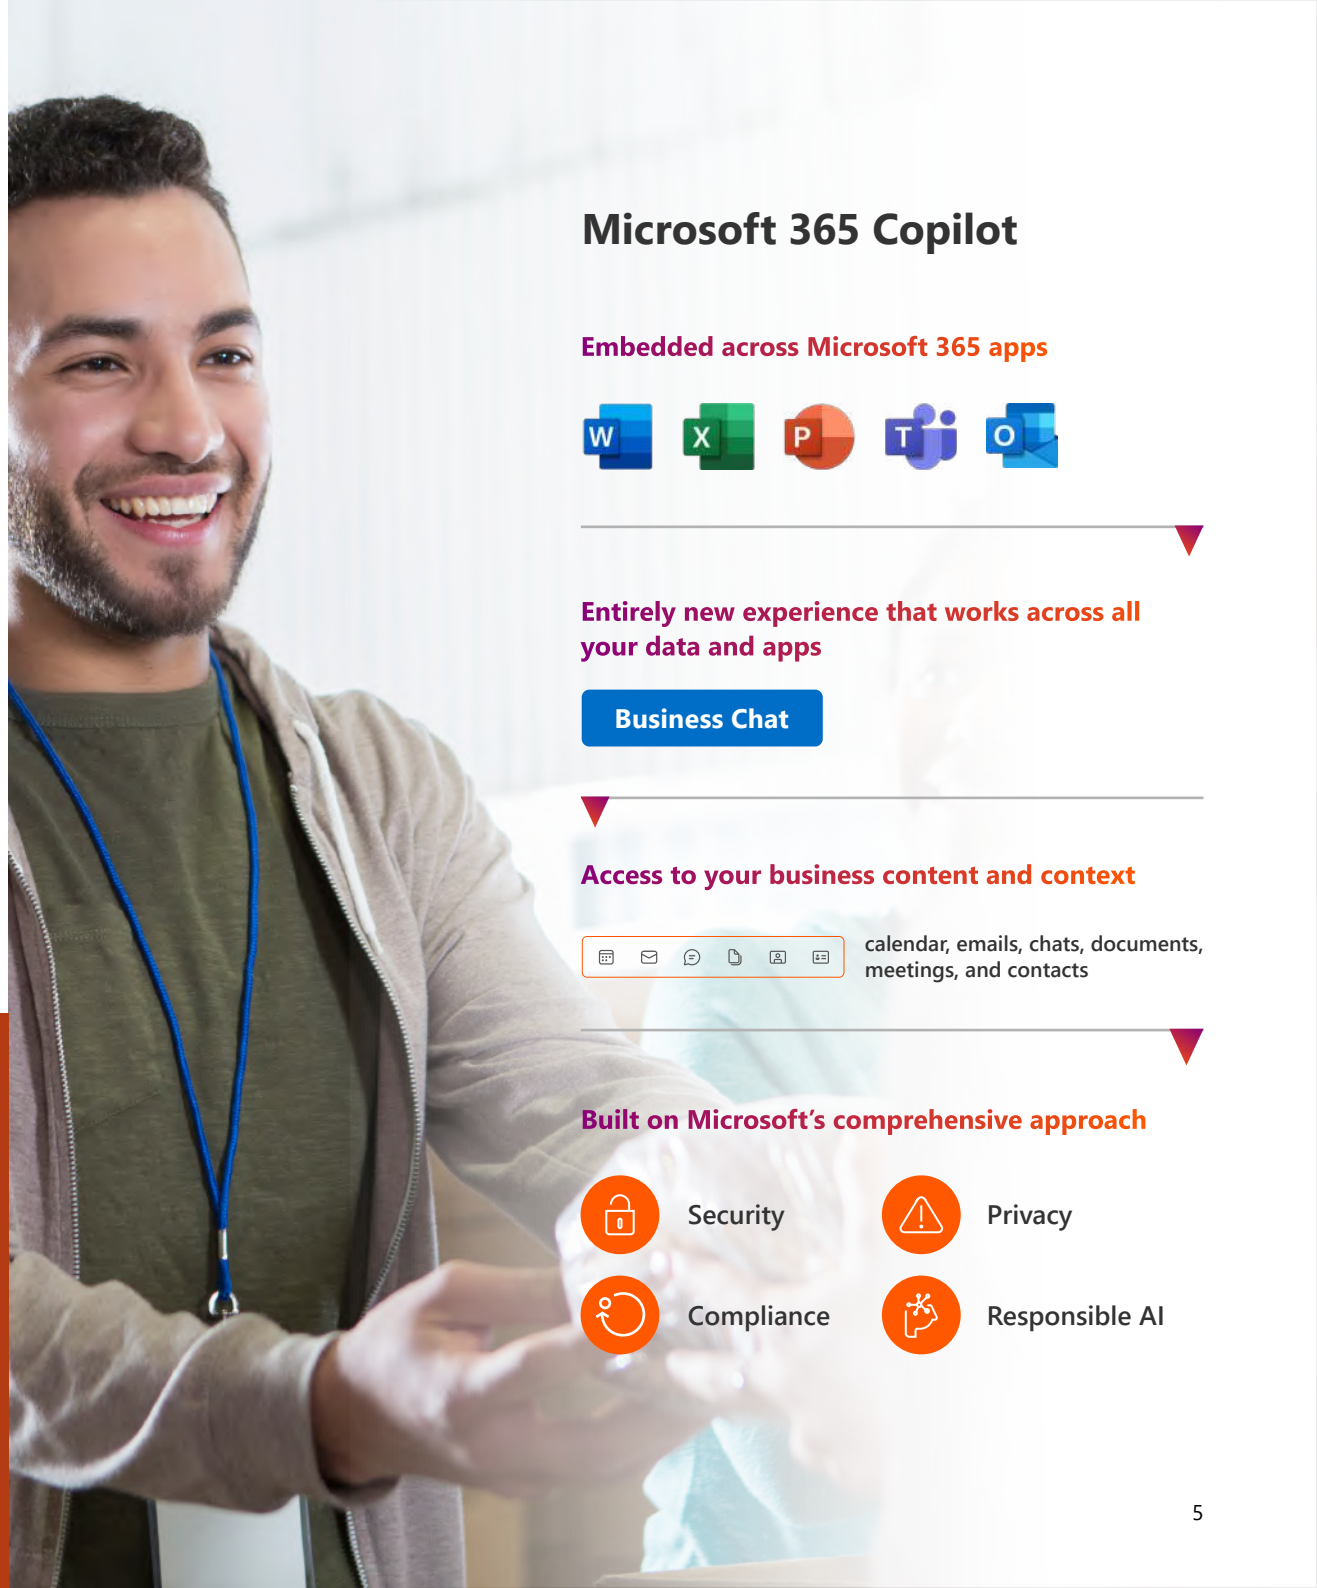 Microsoft 365 Copilot
Embedded across Microsoft 365 apps
W X P T O
Entirely new experience that works across all
your data and apps
Business Chat
Access to your business content and context
calendar, emails, chats, documents,
meetings, and contacts
Built on Microsoft’s comprehensive approach
Security Privacy
Compliance Responsible AI
5